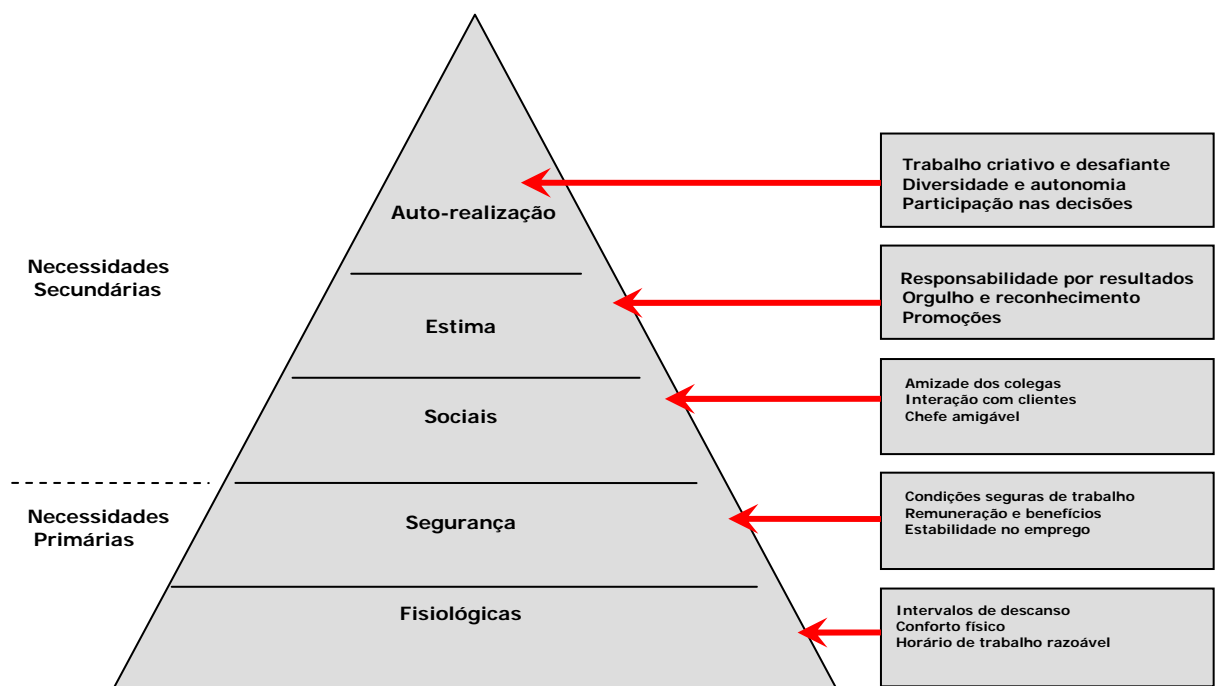 Trabalho criativo e desafiante
Diversidade e autonomia
Participação nas decisões
Auto-realização
Necessidades
Secundárias
Responsabilidade por resultados
Orgulho e reconhecimento
Promoções
Estima
Amizade dos colegas
Interação com clientes
Chefe amigável
Sociais
Necessidades
Primárias
Condições seguras de trabalho
Remuneração e benefícios
Estabilidade no emprego
Segurança
Intervalos de descanso
Conforto físico
Horário de trabalho razoável
Fisiológicas